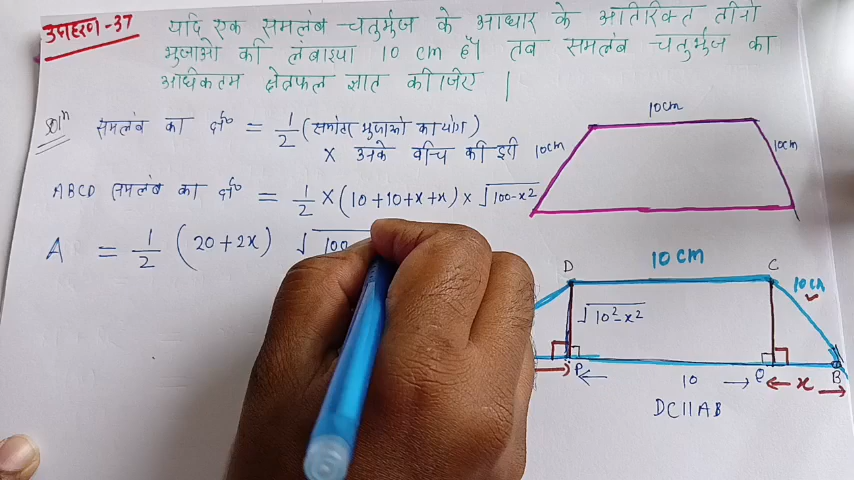 उदाहरण-37
यदि एक समलंब चतुर्भुज के आधार के अतिरिक्त तीनो
भुजाओ की लंबाइया 10 cm है। तब समलंब चतुर्भुज का
अधिकतम क्षेत्रफल ज्ञात कीजिए |
Solⁿ समलंब का क्षे० = 1/2 (समांतर भुजाओ का योग)
× उनके बीच की दूरी
ABCD समलंब का क्षे० = 1/2 × (10+10+x+x) × √100-x²
A = 1/2 (20+2x) √100
10cm
10cm
10cm
D 10 cm C
10cm
√10²-x²
P 10 Q x B
DC||AB